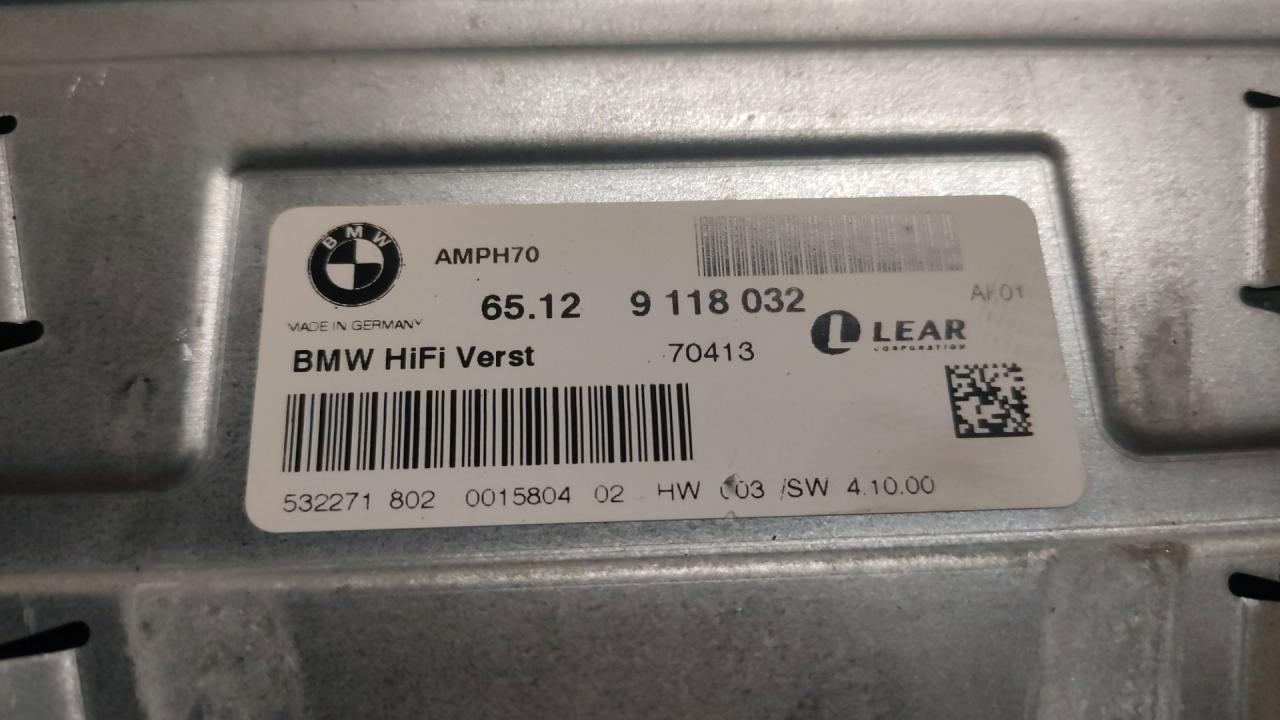 BMW
AMPH70
65.12 9 118 032
MADE IN GERMANY
LEAR
CORPORATION
BMW HiFi Verst 70413
532271 802 0015804 02 HW 003 /SW 4.10.00